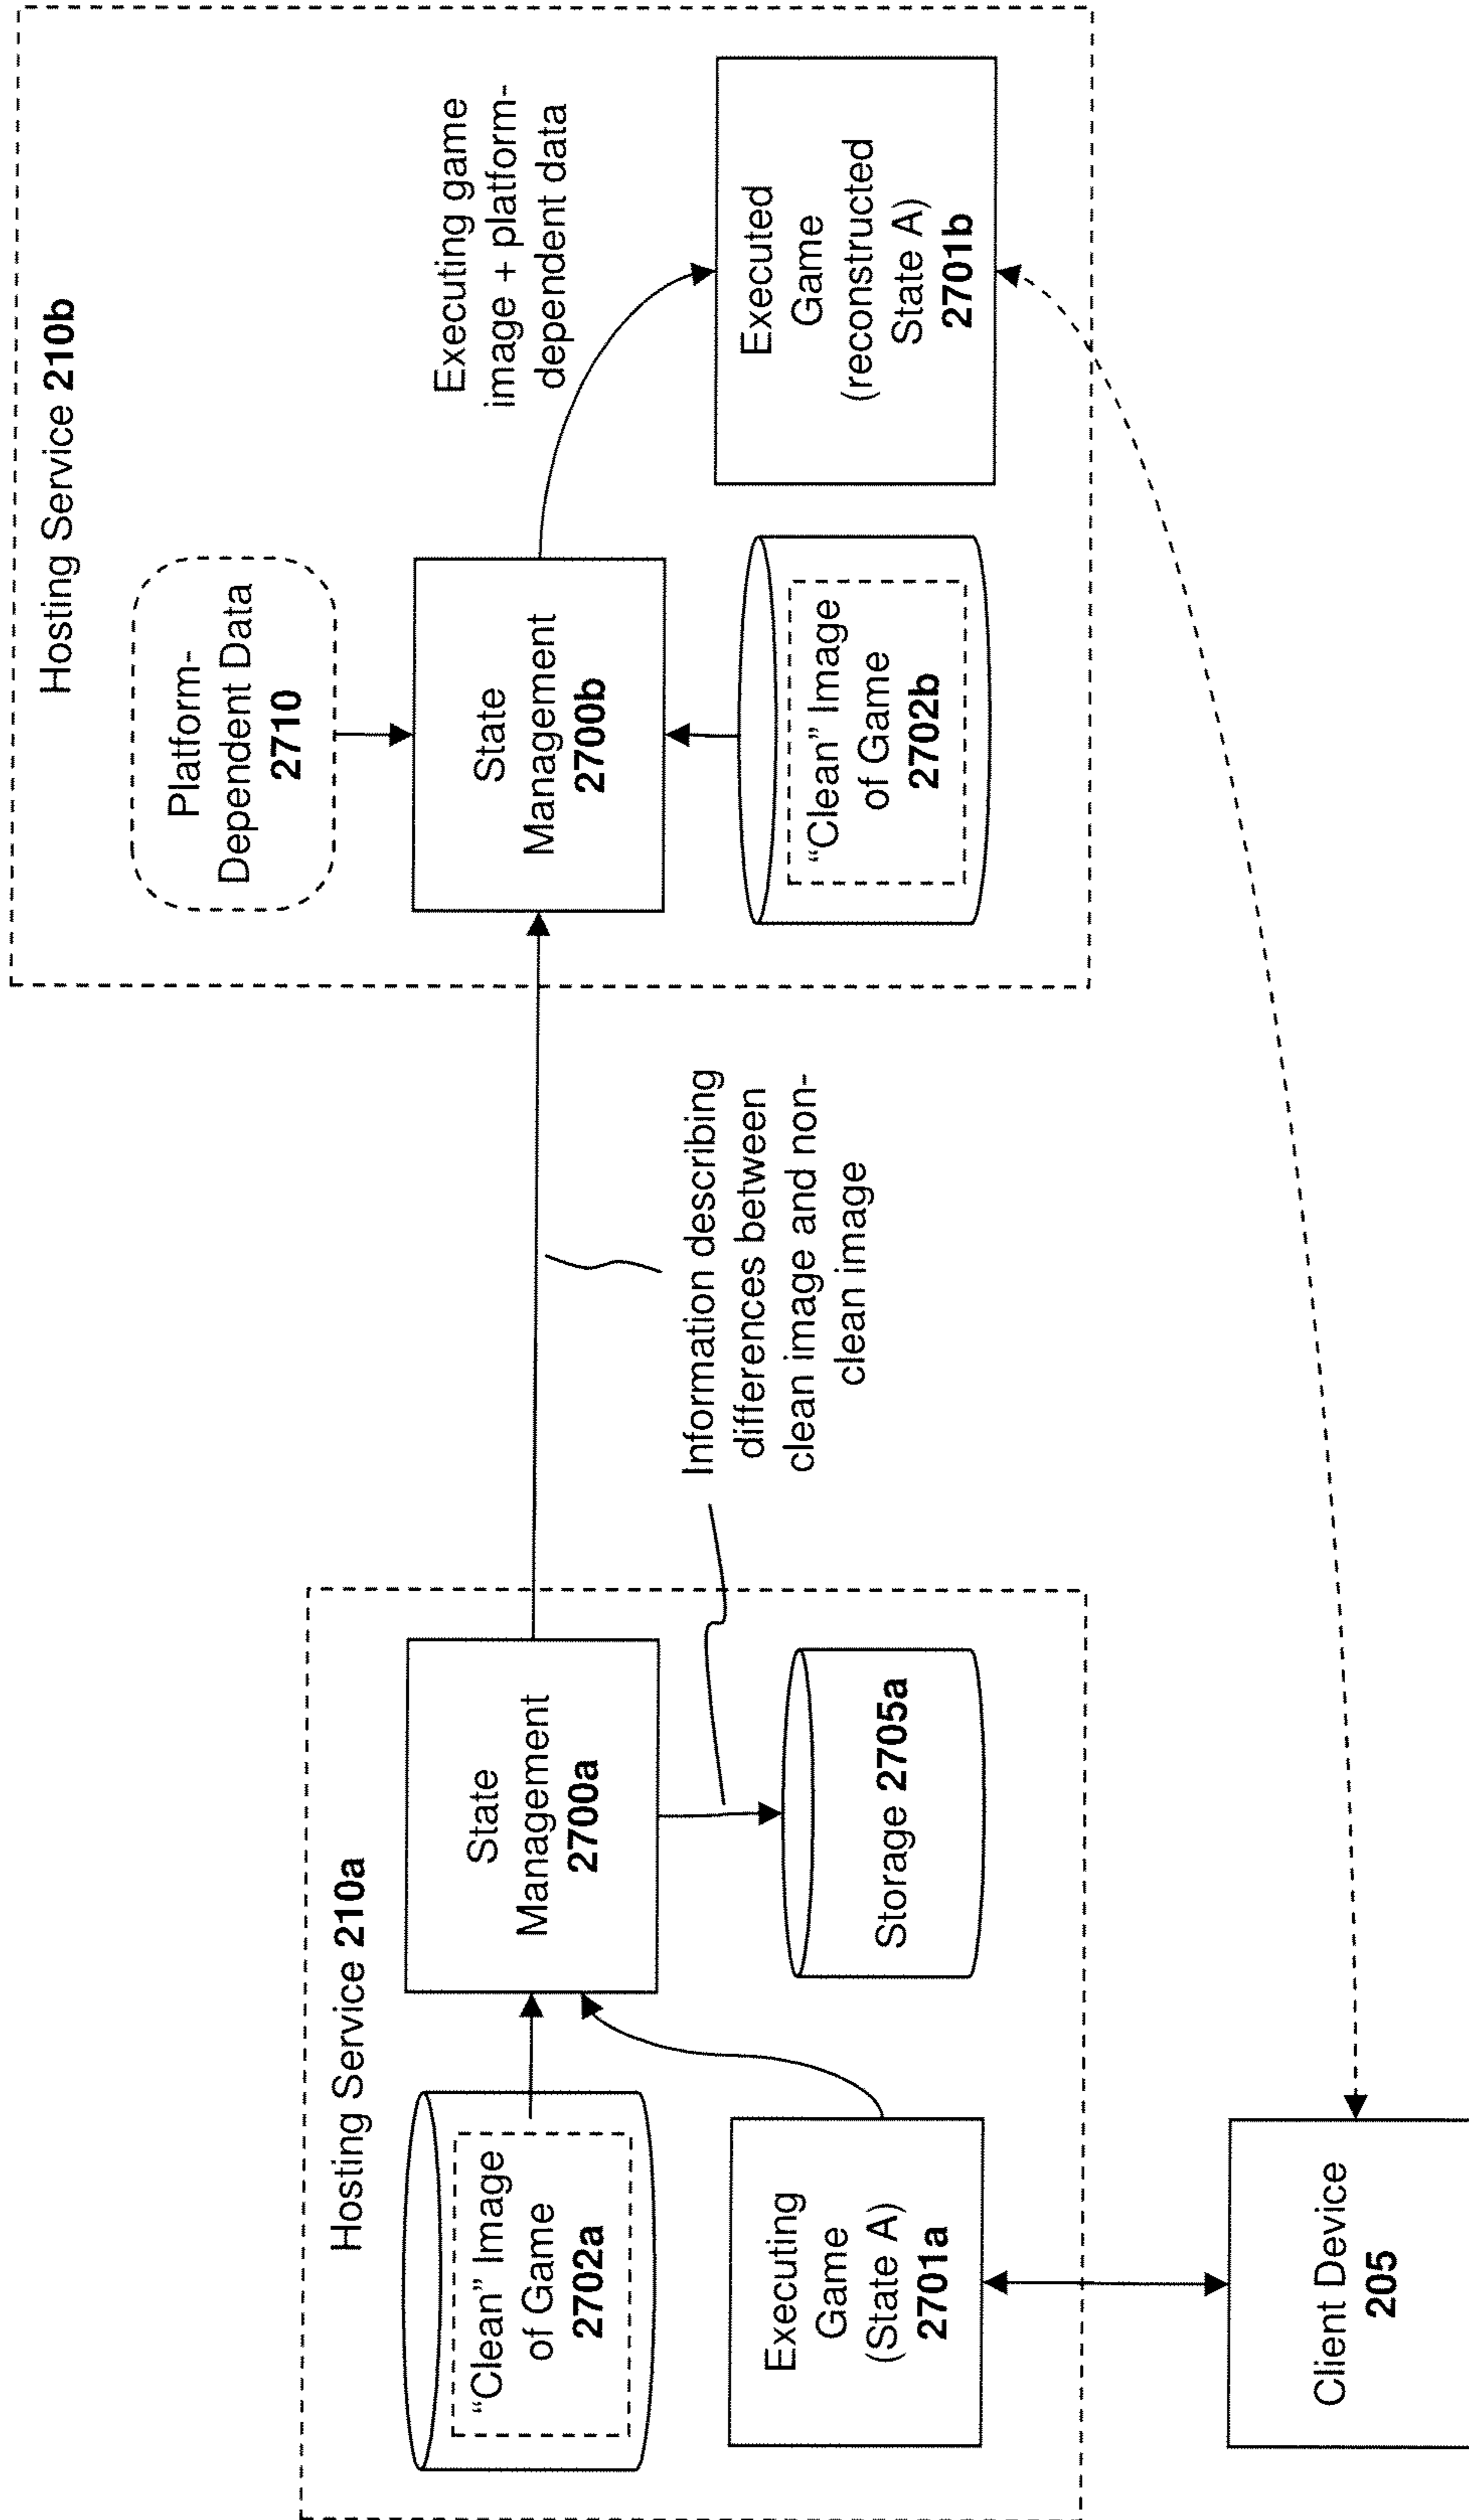 Hosting Service 210a
“Clean” Image
of Game
2702a
State
Management
2700a
Executing
Game
(State A)
2701a
Storage 2705a
Client Device
205
Information describing
differences between
clean image and non-
clean image
Hosting Service 210b
Platform-
Dependent Data
2710
State
Management
2700b
“Clean” Image
of Game
2702b
Executing game
image + platform-
dependent data
Executed
Game
(reconstructed
State A)
2701b